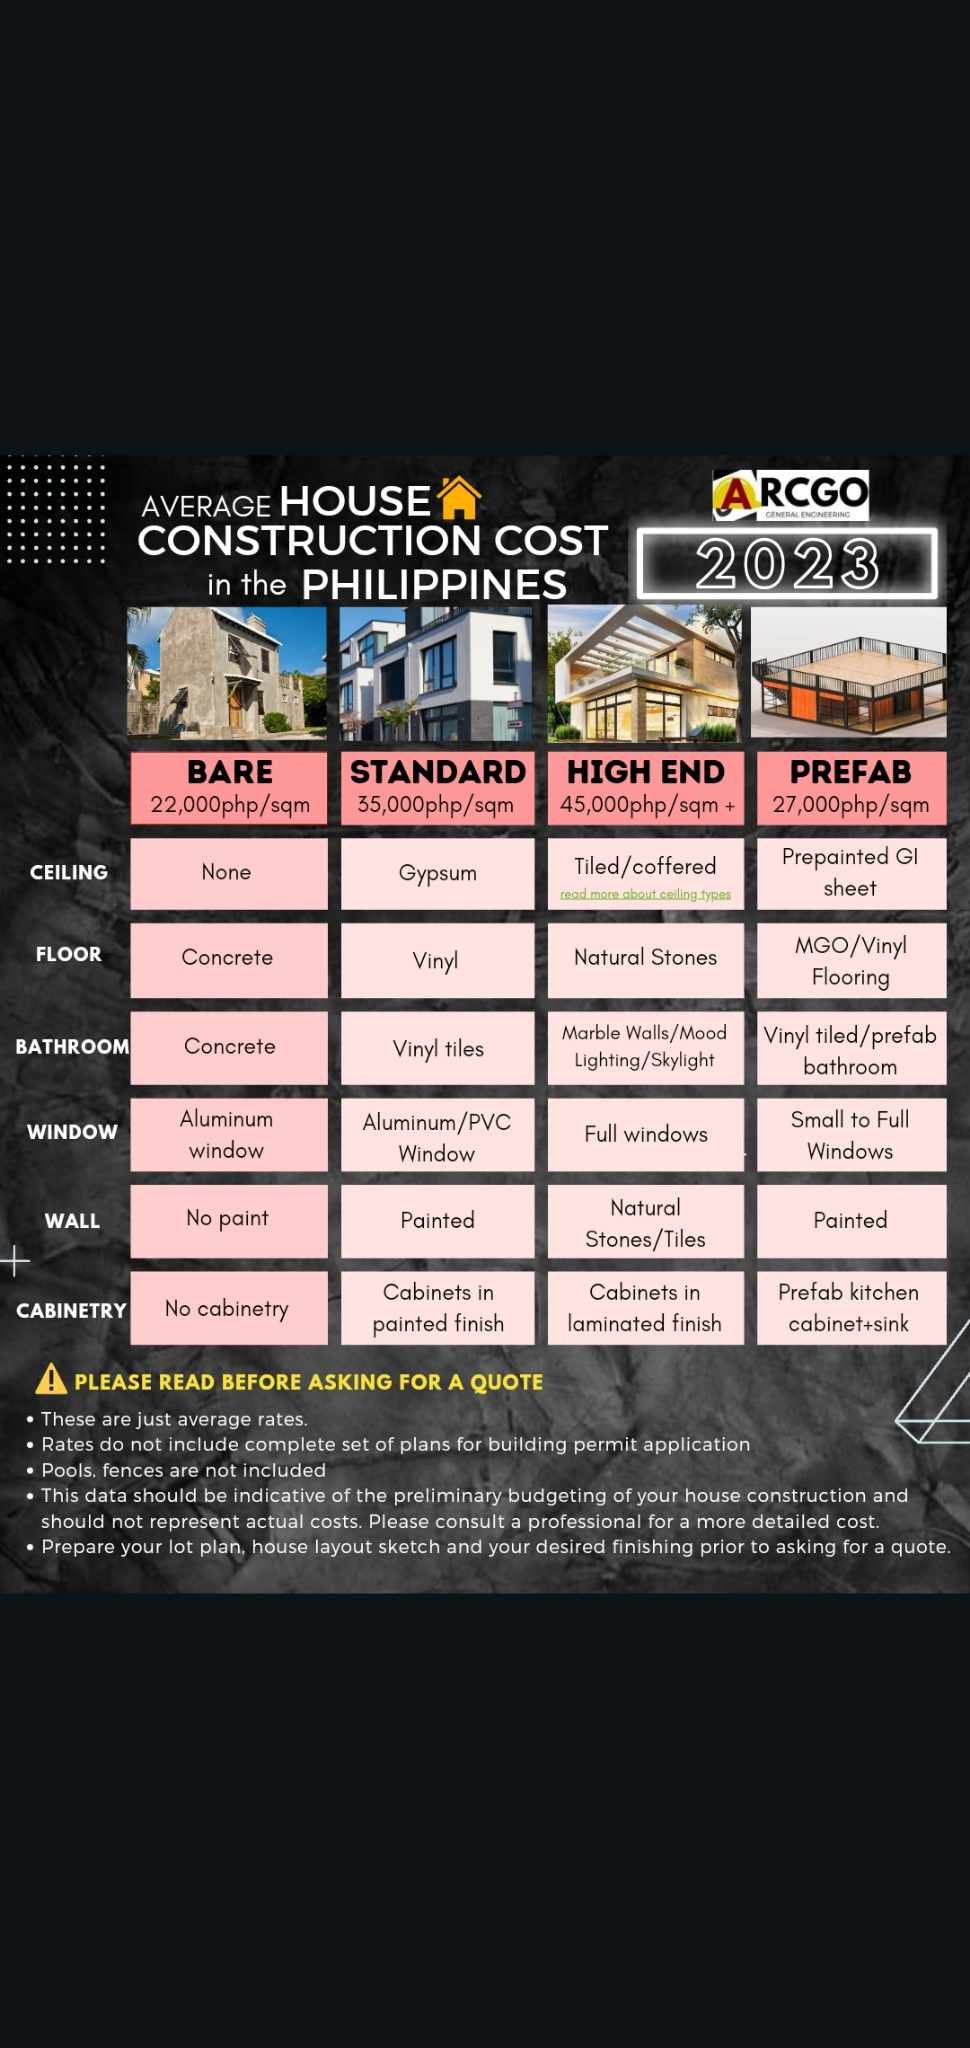 AVERAGE HOUSE
CONSTRUCTION COST
in the PHILIPPINES
ARCGO
GENERAL ENGINEERING
2023
BARE
22,000php/sqm
STANDARD
35,000php/sqm
HIGH END
45,000php/sqm +
PREFAB
27,000php/sqm
CEILING
None
Gypsum
Tiled/coffered
read more about ceiling types
Prepainted GI
sheet
FLOOR
Concrete
Vinyl
Natural Stones
MGO/Vinyl
Flooring
BATHROOM
Concrete
Vinyl tiles
Marble Walls/Mood
Lighting/Skylight
Vinyl tiled/prefab
bathroom
WINDOW
Aluminum
window
Aluminum/PVC
Window
Full windows
Small to Full
Windows
WALL
No paint
Painted
Natural
Stones/Tiles
Painted
CABINETRY
No cabinetry
Cabinets in
painted finish
Cabinets in
laminated finish
Prefab kitchen
cabinet+sink
PLEASE READ BEFORE ASKING FOR A QUOTE
• These are just average rates.
• Rates do not include complete set of plans for building permit application
• Pools, fences are not included
• This data should be indicative of the preliminary budgeting of your house construction and
should not represent actual costs. Please consult a professional for a more detailed cost.
• Prepare your lot plan, house layout sketch and your desired finishing prior to asking for a quote.